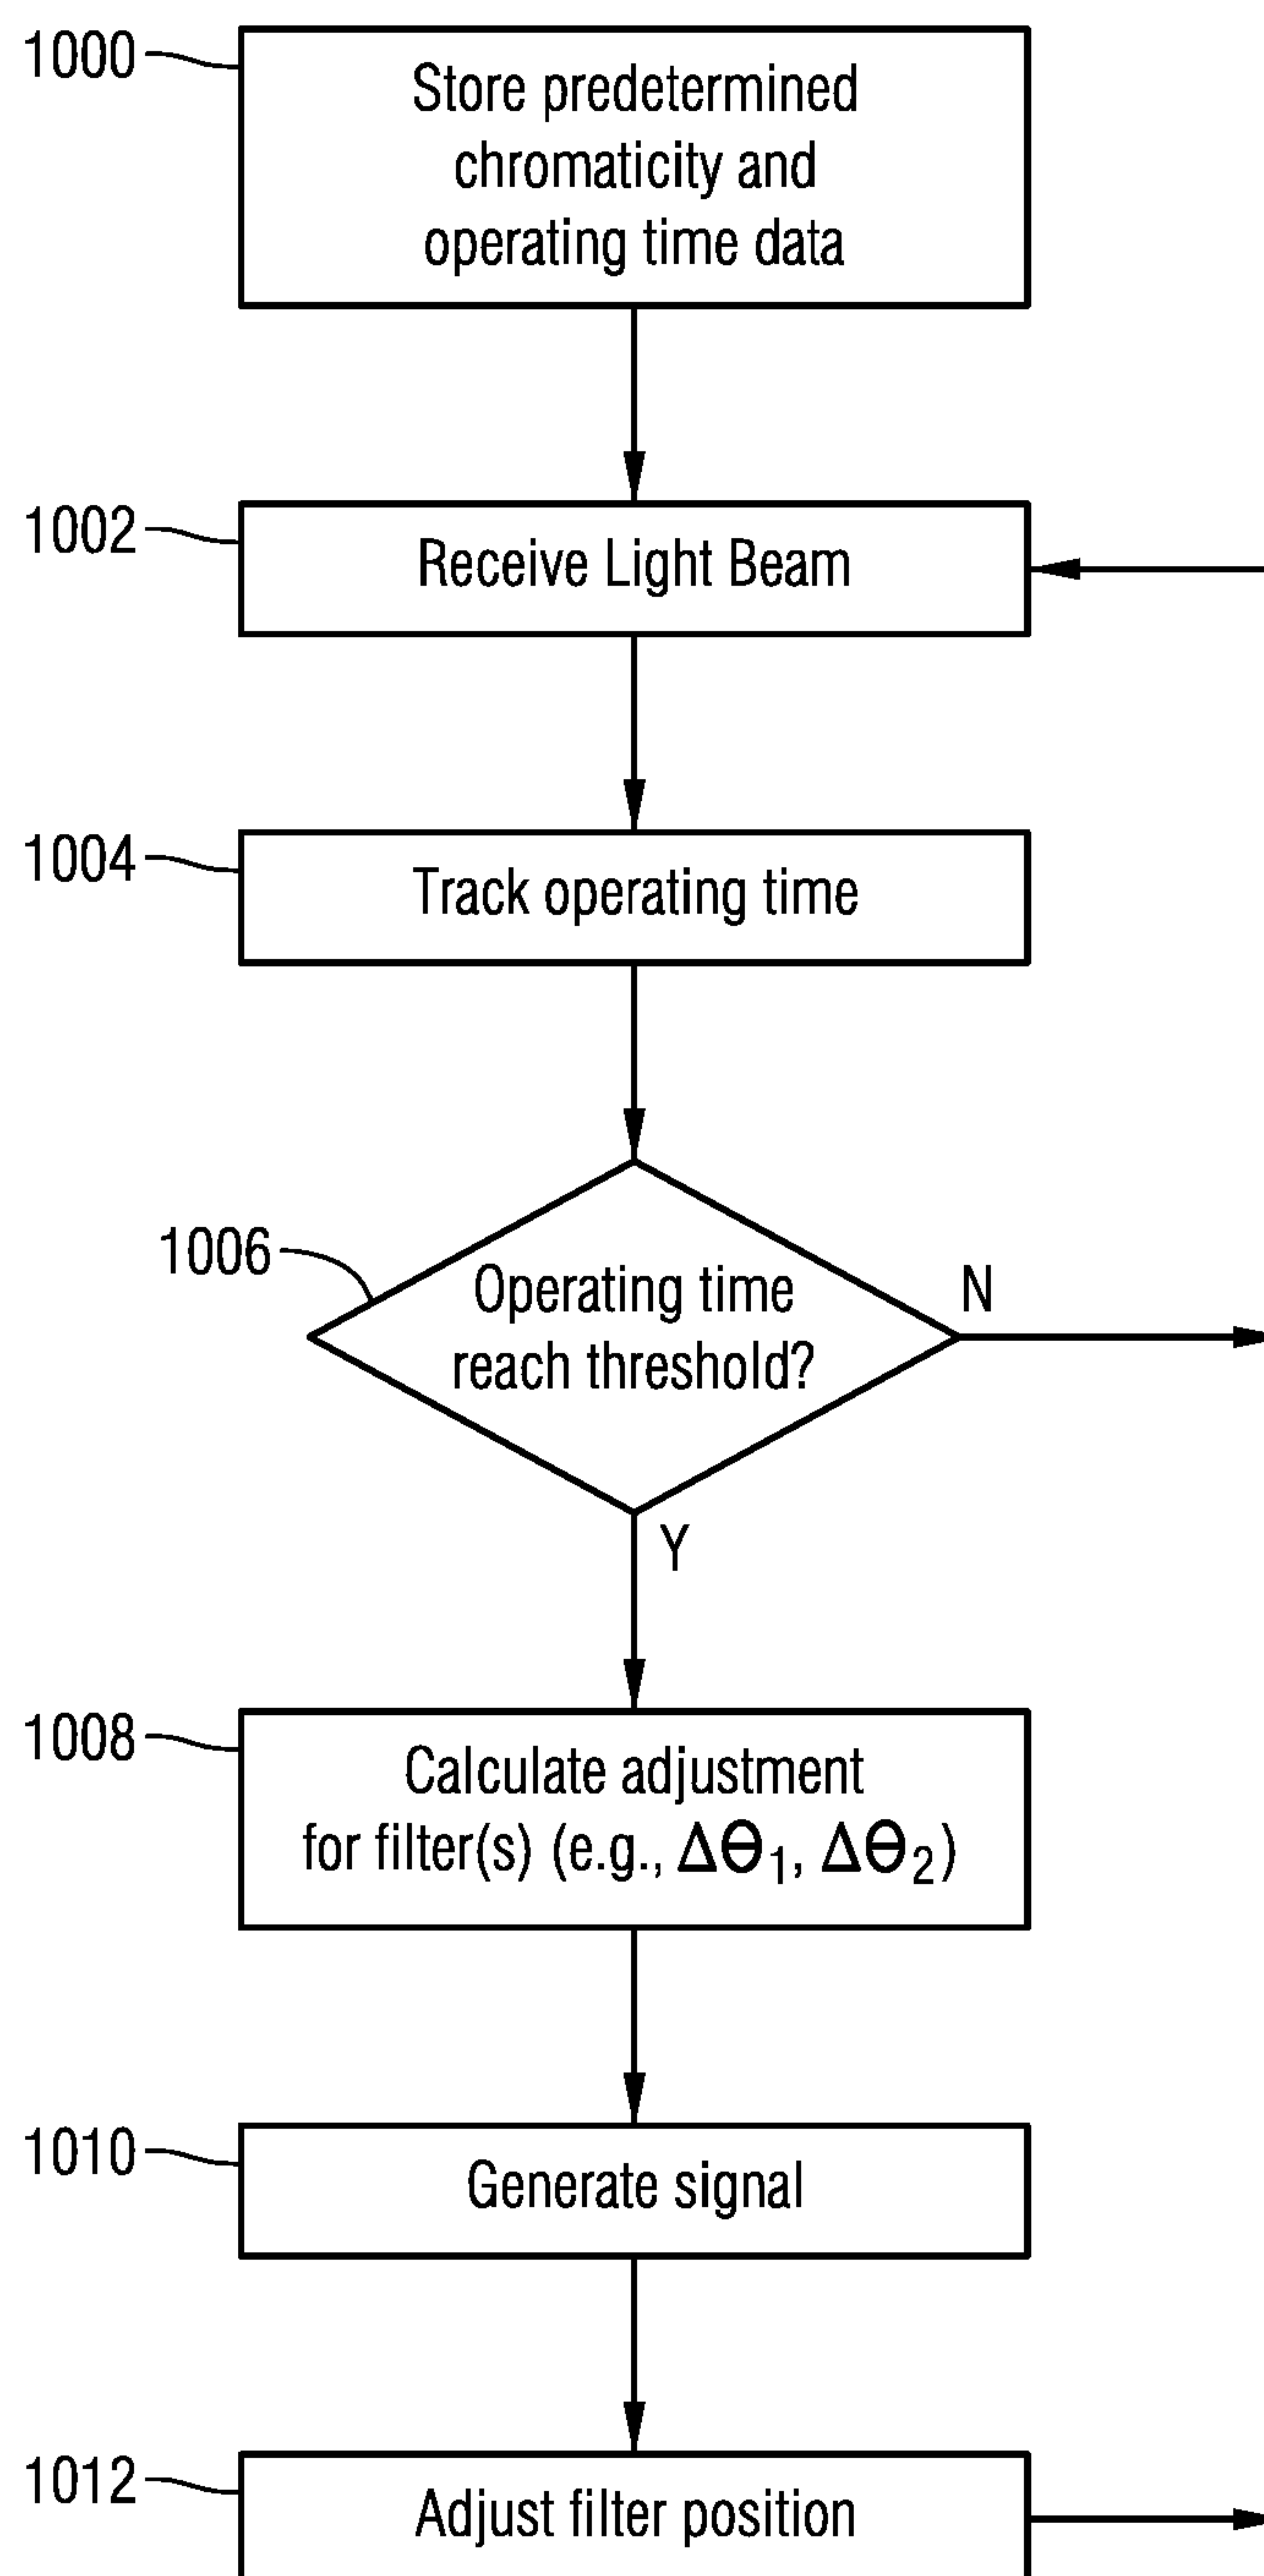 1000
Store predetermined
chromaticity and
operating time data
1002
Receive Light Beam
1004
Track operating time
1006
Operating time
reach threshold?
N
Y
1008
Calculate adjustment
for filter(s) (e.g., ΔΘ1, ΔΘ2)
1010
Generate signal
1012
Adjust filter position